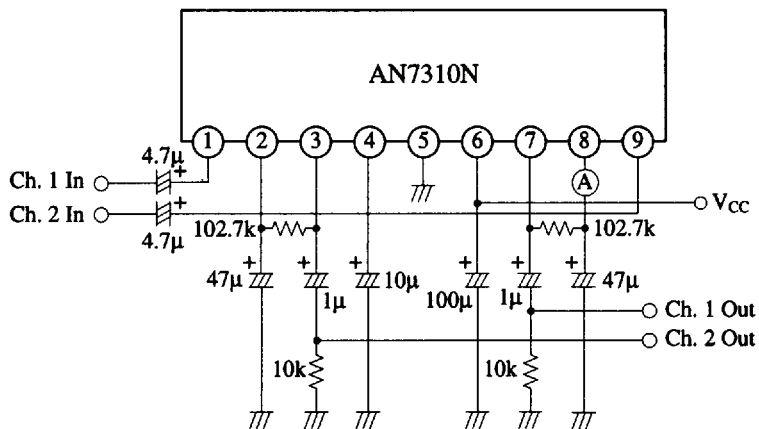 AN7310N
1 2 3 4 5 6 7 8 9
4.7μ +
A
Ch. 1 In
Ch. 2 In
+
V_CC
4.7μ
102.7k
102.7k
+ + + + + +
47μ 1μ 10μ 100μ 1μ 47μ
Ch. 1 Out
Ch. 2 Out
10k 10k